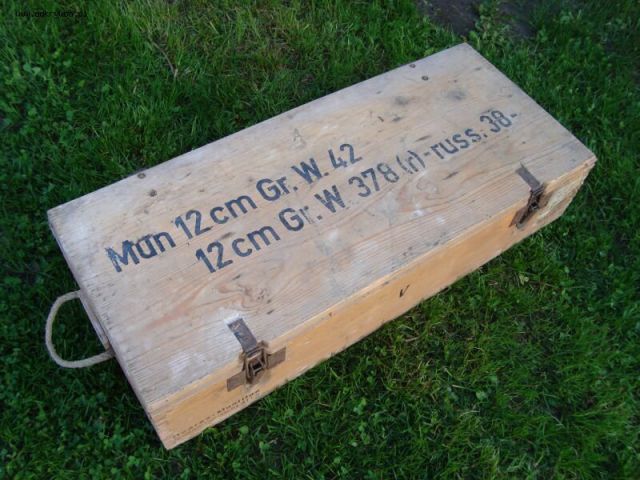 Mun 12 cm Gr. W. 42
12 cm Gr. W. 378 (r)-russ. 38-
v